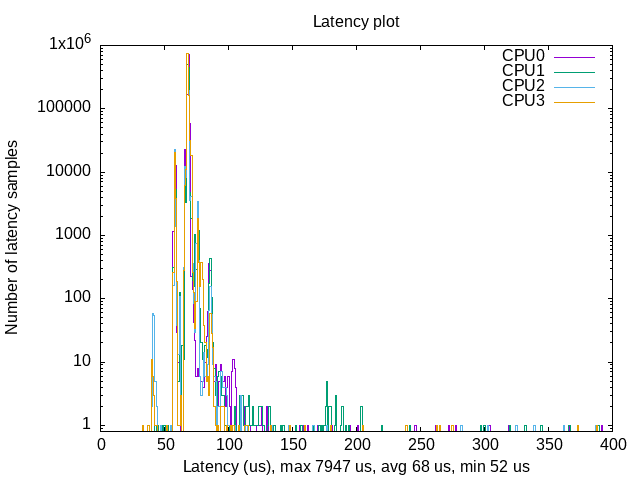 Latency plot
Number of latency samples
1x10^6
100000
10000
1000
100
10
1
CPU0
CPU1
CPU2
CPU3
0 50 100 150 200 250 300 350 400
Latency (us), max 7947 us, avg 68 us, min 52 us